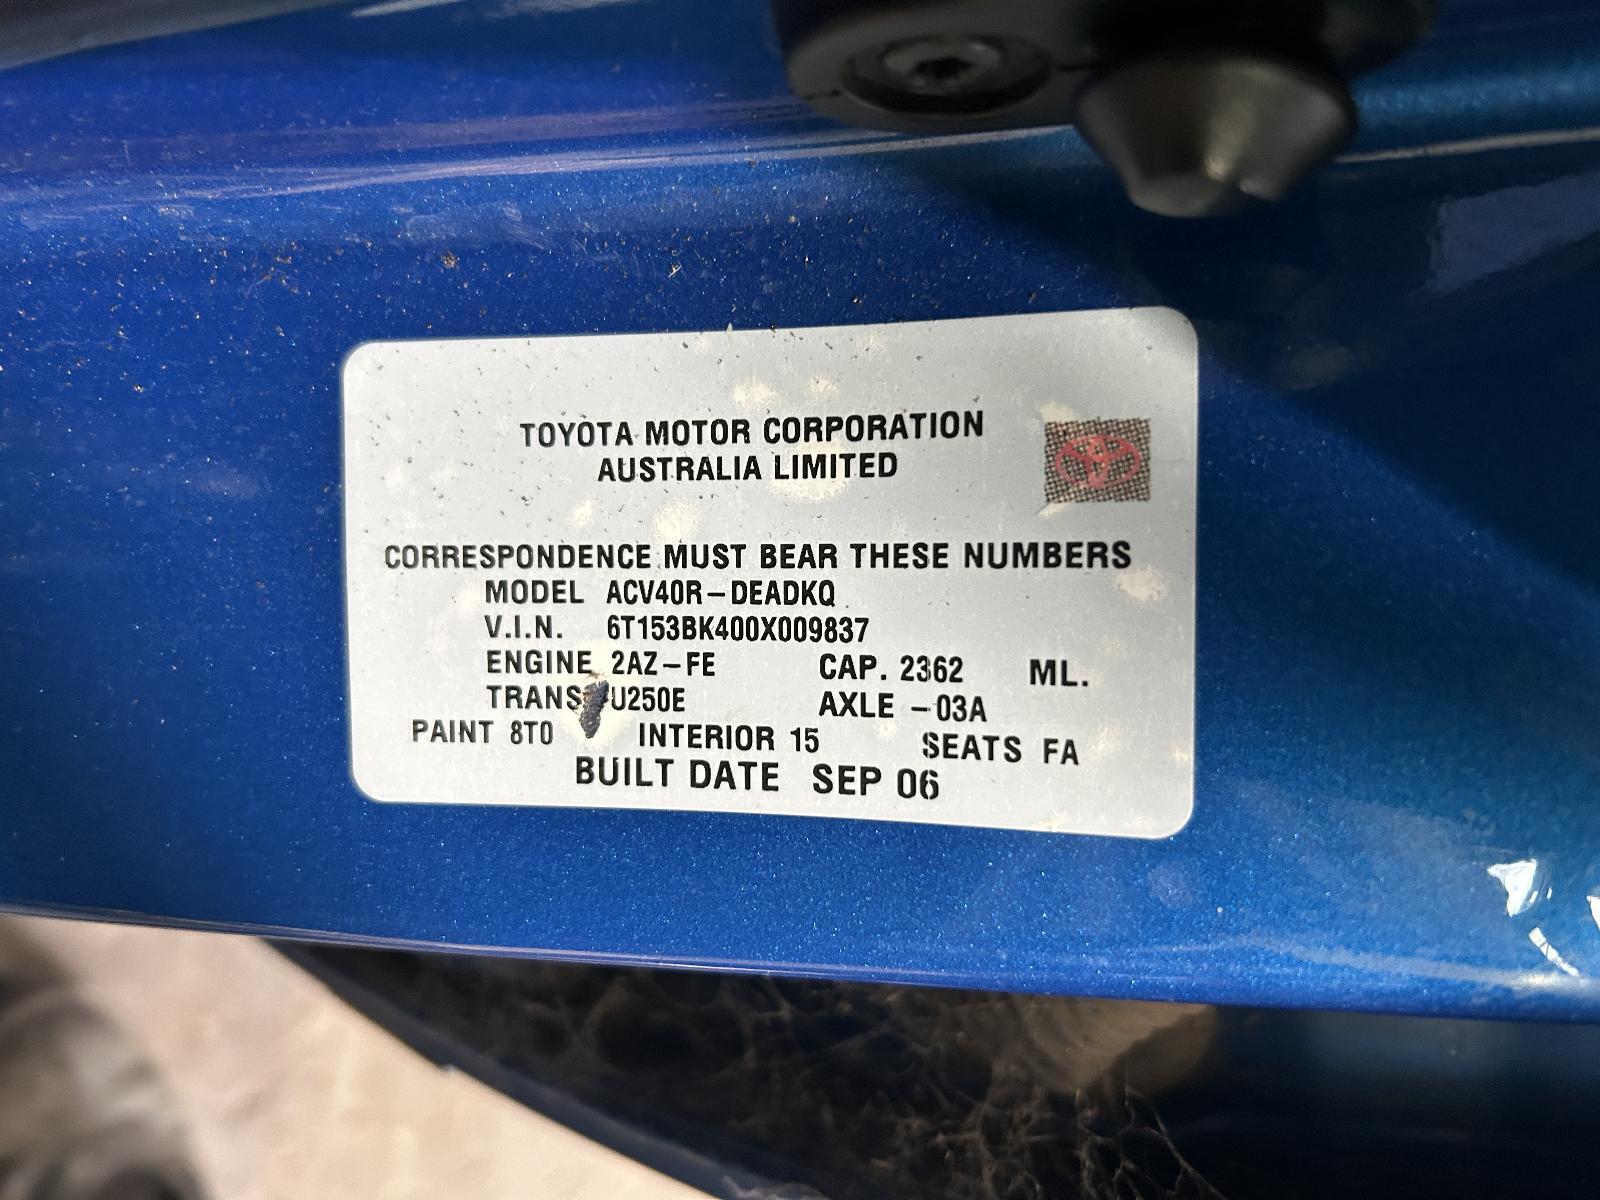 TOYOTA MOTOR CORPORATION
AUSTRALIA LIMITED
CORRESPONDENCE MUST BEAR THESE NUMBERS
MODEL ACV40R-DEADKQ
V.I.N. 6T153BK400X009837
ENGINE 2AZ-FE CAP. 2362 ML.
TRANS U250E AXLE -03A
PAINT 8T0 INTERIOR 15 SEATS FA
BUILT DATE SEP 06